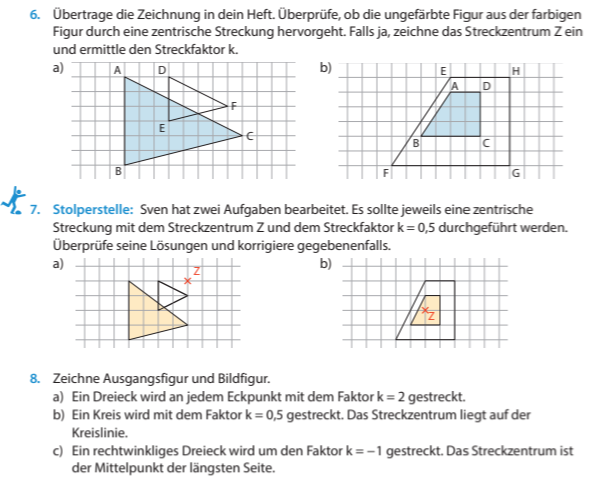 6. Übertrage die Zeichnung in dein Heft. Überprüfe, ob die ungefärbte Figur aus der farbigen
Figur durch eine zentrische Streckung hervorgeht. Falls ja, zeichne das Streckzentrum Z ein
und ermittle den Streckfaktor k.
a) b)
A D E H
A D
F
E C B C
B F G
7. Stolperstelle: Sven hat zwei Aufgaben bearbeitet. Es sollte jeweils eine zentrische
Streckung mit dem Streckzentrum Z und dem Streckfaktor k = 0,5 durchgeführt werden.
Überprüfe seine Lösungen und korrigiere gegebenenfalls.
a) b)
Z
Z
8. Zeichne Ausgangsfigur und Bildfigur.
a) Ein Dreieck wird an jedem Eckpunkt mit dem Faktor k = 2 gestreckt.
b) Ein Kreis wird mit dem Faktor k = 0,5 gestreckt. Das Streckzentrum liegt auf der
Kreislinie.
c) Ein rechtwinkliges Dreieck wird um den Faktor k = −1 gestreckt. Das Streckzentrum ist
der Mittelpunkt der längsten Seite.